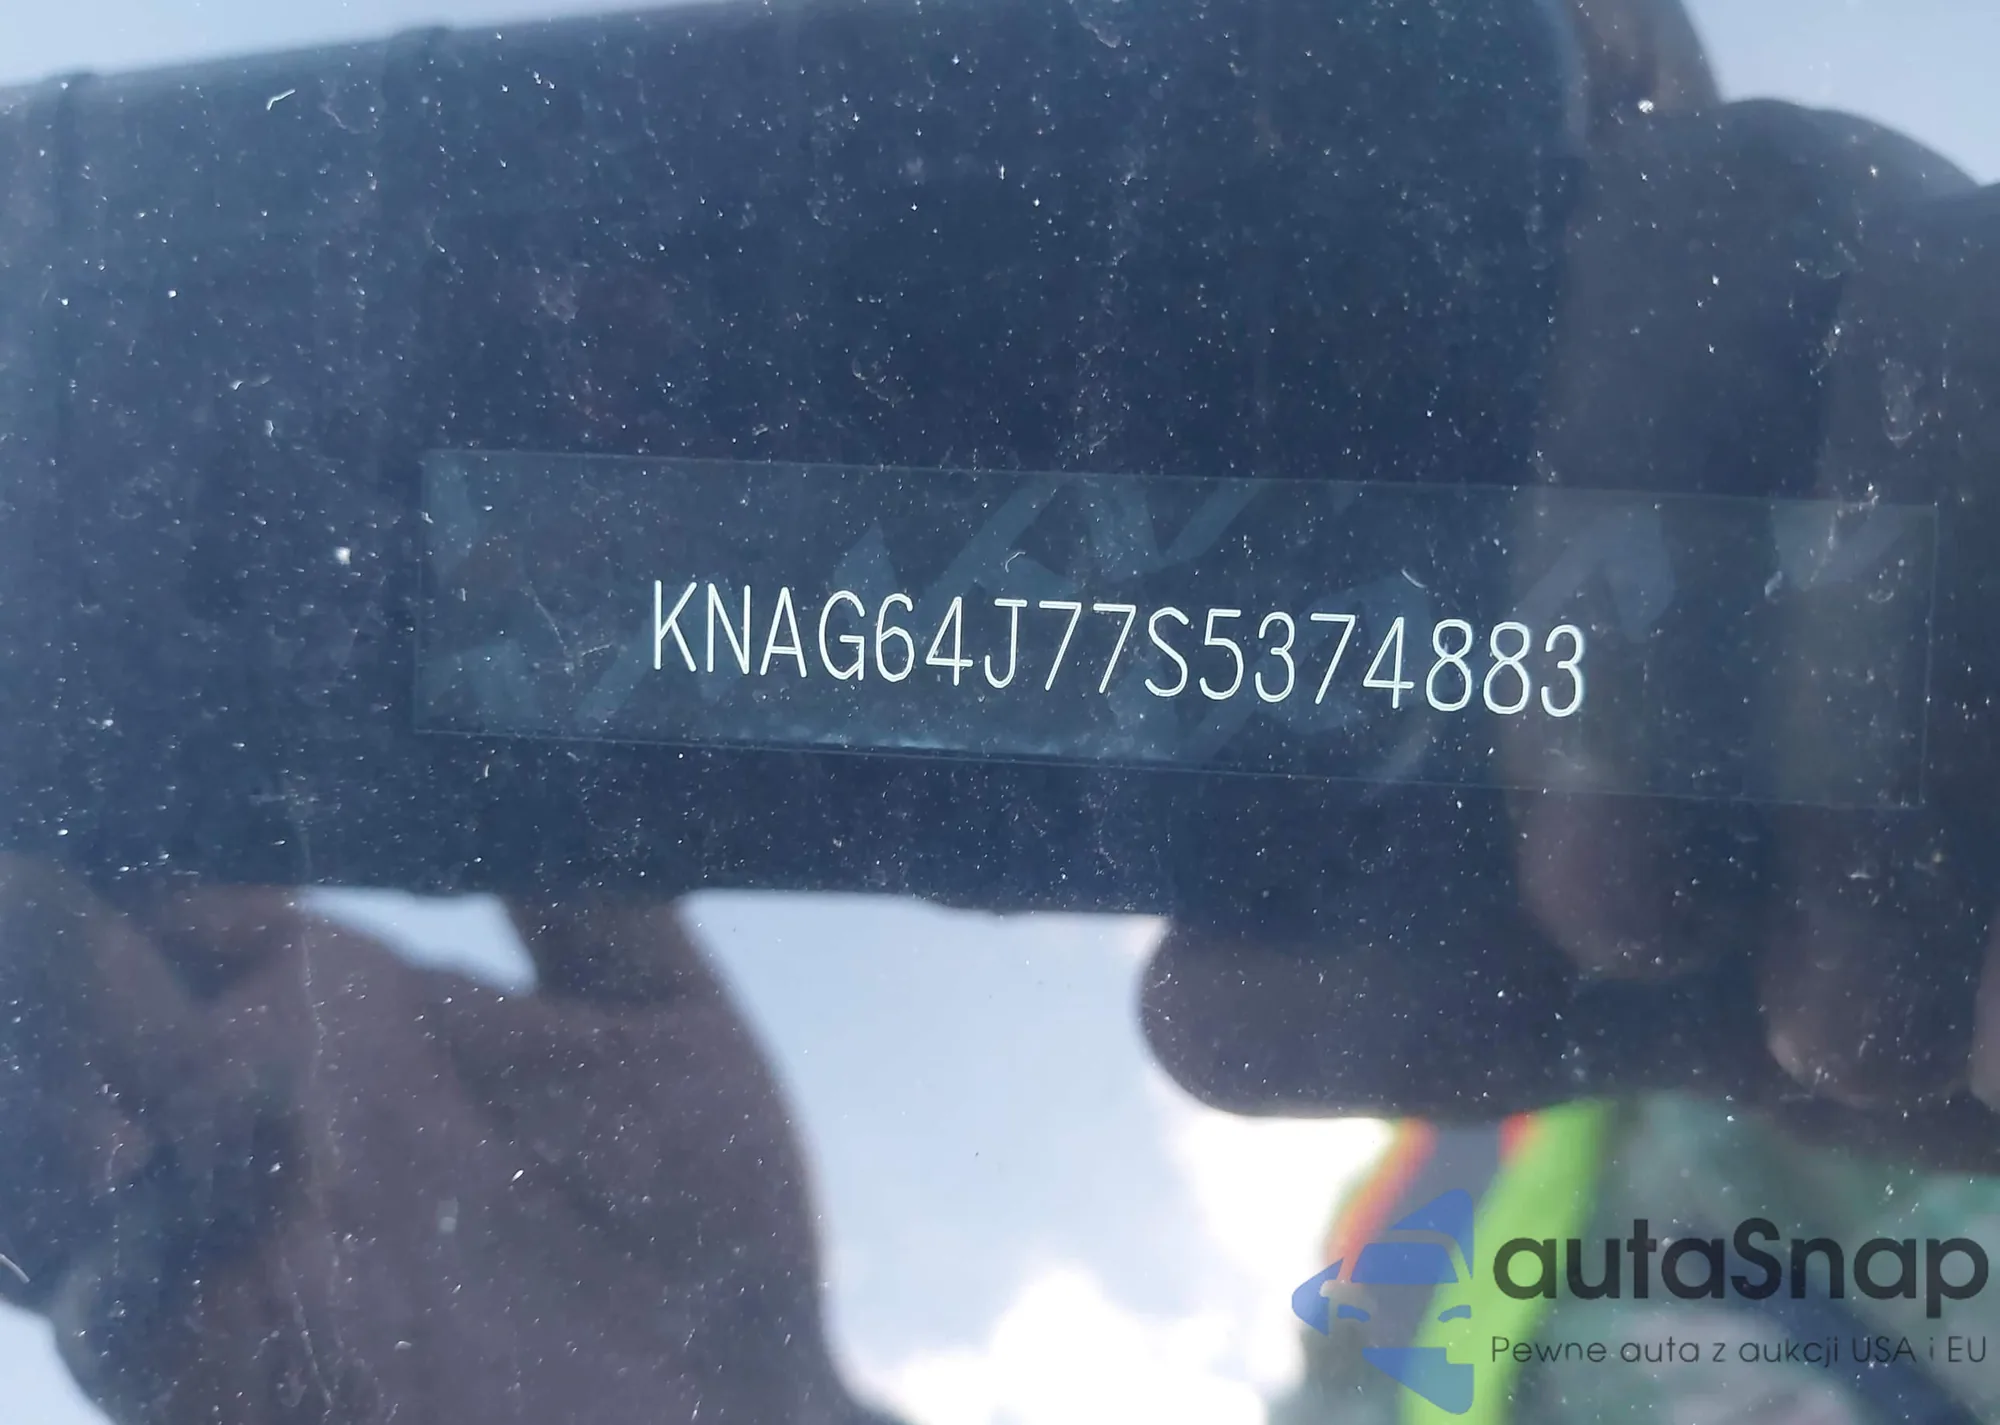 KNAG64J77S5374883
autaSnap
Pewne auta z aukcji USA i EU